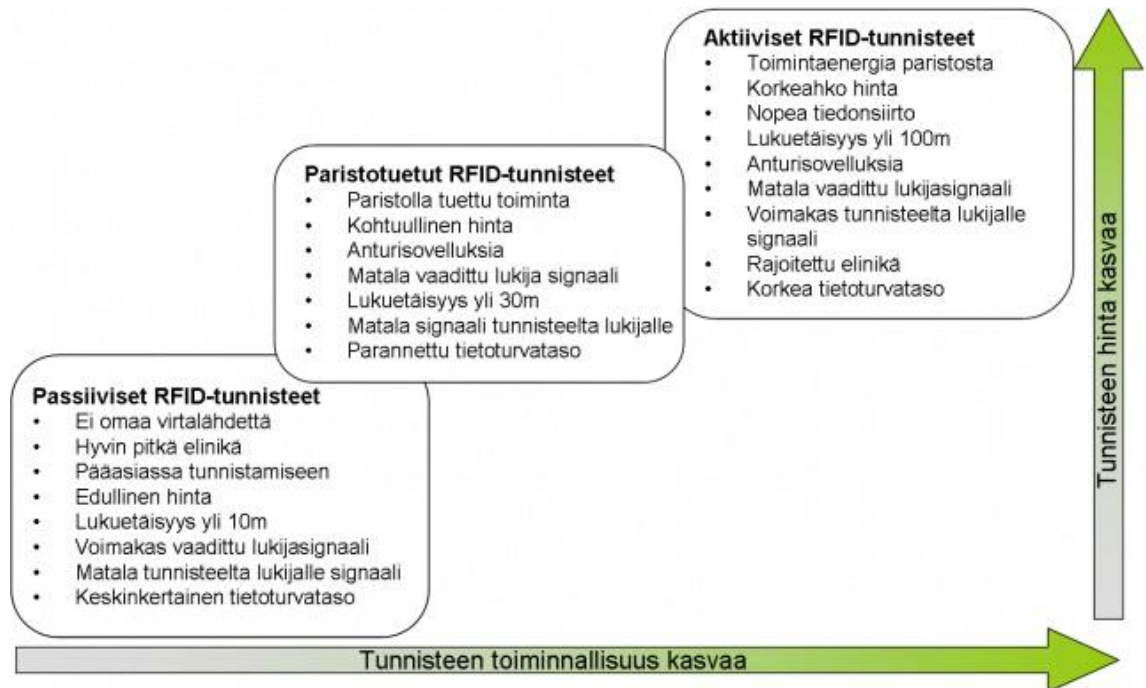 Aktiiviset RFID-tunnisteet
• Toimintaenergia paristosta
• Korkeahko hinta
• Nopea tiedonsiirto
• Lukuetäisyys yli 100m
• Anturisovelluksia
• Matala vaadittu lukijasignaali
• Voimakas tunnisteelta lukijalle
signaali
• Rajoitettu elinikä
• Korkea tietoturvataso
Paristotuetut RFID-tunnisteet
• Paristolla tuettu toiminta
• Kohtuullinen hinta
• Anturisovelluksia
• Matala vaadittu lukija signaali
• Lukuetäisyys yli 30m
• Matala signaali tunnisteelta lukijalle
• Parannettu tietoturvataso
Passiiviset RFID-tunnisteet
• Ei omaa virtalähdettä
• Hyvin pitkä elinikä
• Pääasiassa tunnistamiseen
• Edullinen hinta
• Lukuetäisyys yli 10m
• Voimakas vaadittu lukijasignaali
• Matala tunnisteelta lukijalle signaali
• Keskinkertainen tietoturvataso
Tunnisteen hinta kasvaa
Tunnisteen toiminnallisuus kasvaa